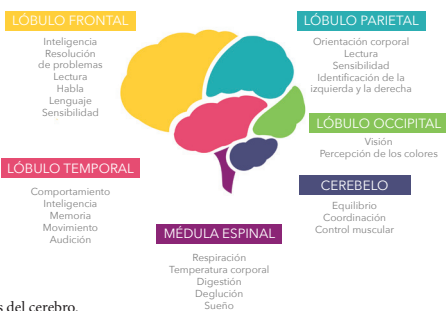 LÓBULO FRONTAL
Inteligencia
Resolución
de problemas
Lectura
Habla
Lenguaje
Sensibilidad
LÓBULO PARIETAL
Orientación corporal
Lectura
Sensibilidad
Identificación de la
izquierda y la derecha
LÓBULO OCCIPITAL
Visión
Percepción de los colores
LÓBULO TEMPORAL
Comportamiento
Inteligencia
Memoria
Movimiento
Audición
CEREBELO
Equilibrio
Coordinación
Control muscular
MÉDULA ESPINAL
Respiración
Temperatura corporal
Digestión
Deglución
Sueño
s del cerebro.